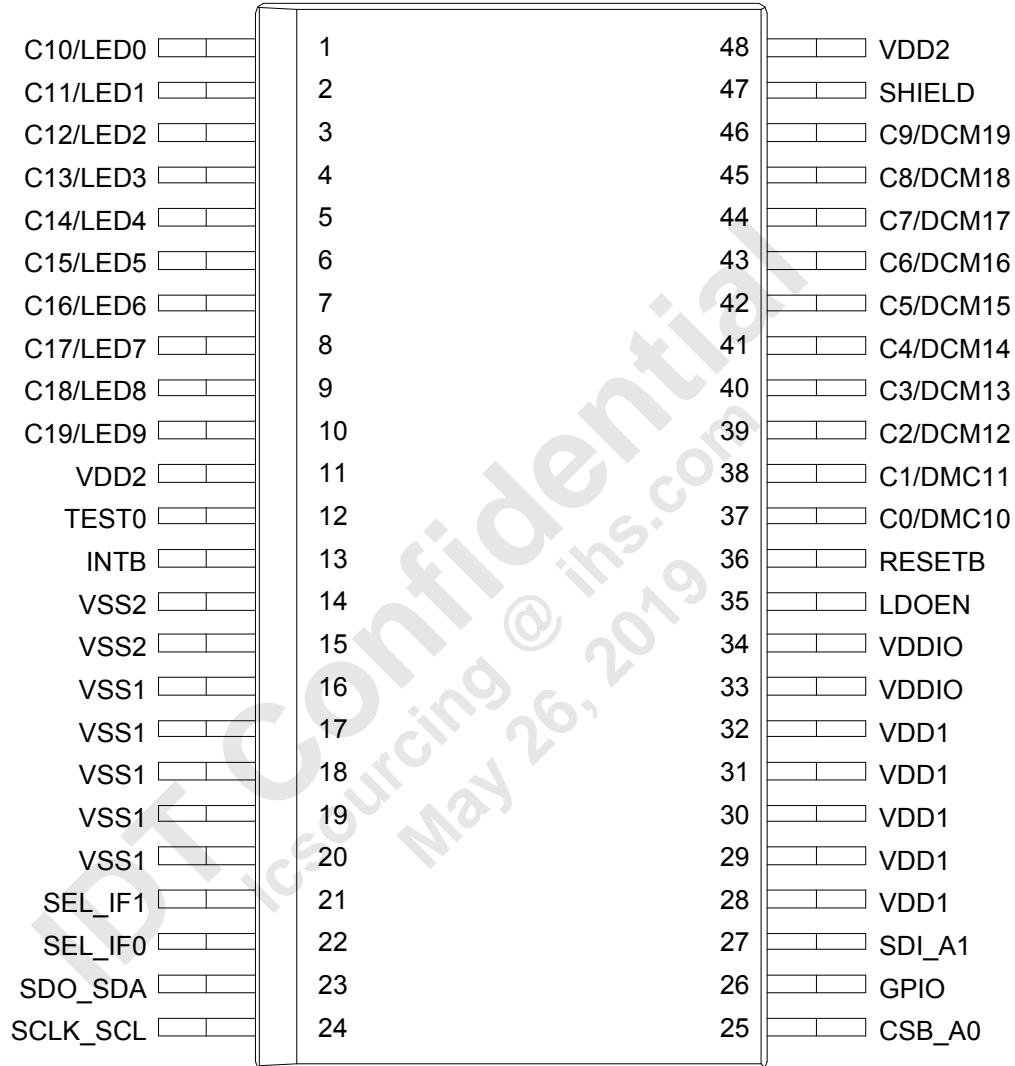 C10/LED0 1 48 VDD2
C11/LED1 2 47 SHIELD
C12/LED2 3 46 C9/DCM19
C13/LED3 4 45 C8/DCM18
C14/LED4 5 44 C7/DCM17
C15/LED5 6 43 C6/DCM16
C16/LED6 7 42 C5/DCM15
C17/LED7 8 41 C4/DCM14
C18/LED8 9 40 C3/DCM13
C19/LED9 10 39 C2/DCM12
VDD2 11 38 C1/DMC11
TEST0 12 37 C0/DMC10
INTB 13 36 RESETB
VSS2 14 35 LDOEN
VSS2 15 34 VDDIO
VSS1 16 33 VDDIO
VSS1 17 32 VDD1
VSS1 18 31 VDD1
VSS1 19 30 VDD1
VSS1 20 29 VDD1
SEL_IF1 21 28 VDD1
SEL_IF0 22 27 SDI_A1
SDO_SDA 23 26 GPIO
SCLK_SCL 24 25 CSB_A0
IDT Confidential
Icsourcing @ ihs.com
May 26, 2019